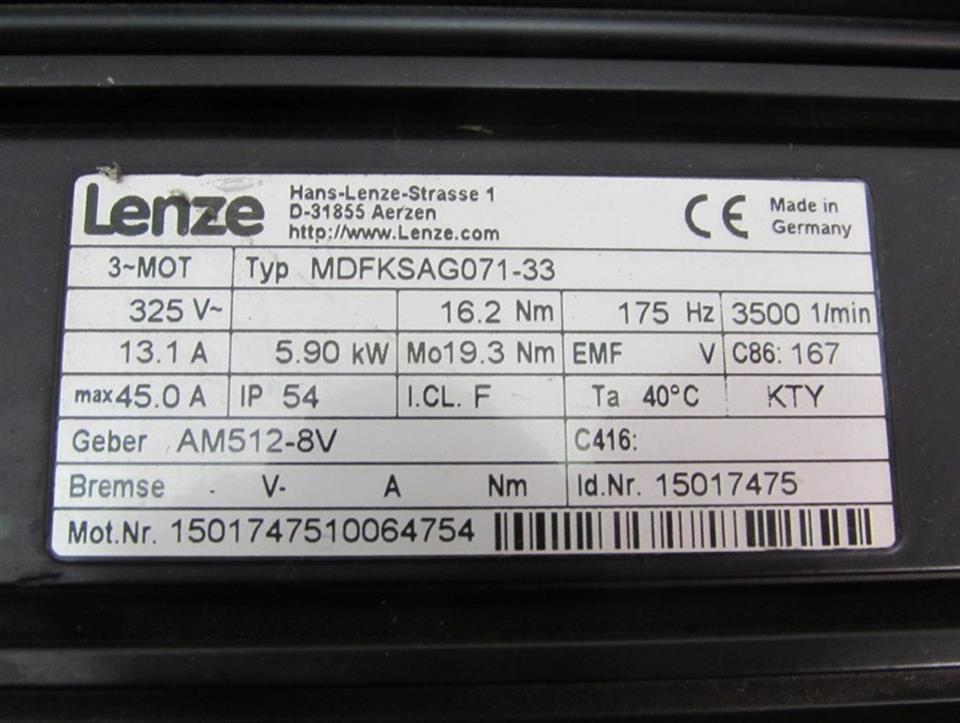 Lenze
Hans-Lenze-Strasse 1
D-31855 Aerzen
http://www.Lenze.com
CE Made in
Germany
3~MOT Typ MDFKSAG071-33
325 V~ 16.2 Nm 175 Hz 3500 1/min
13.1 A 5.90 kW Mo19.3 Nm EMF V C86: 167
max45.0 A IP 54 I.CL. F Ta 40°C KTY
Geber AM512-8V C416:
Bremse - V- A Nm Id.Nr. 15017475
Mot.Nr. 1501747510064754